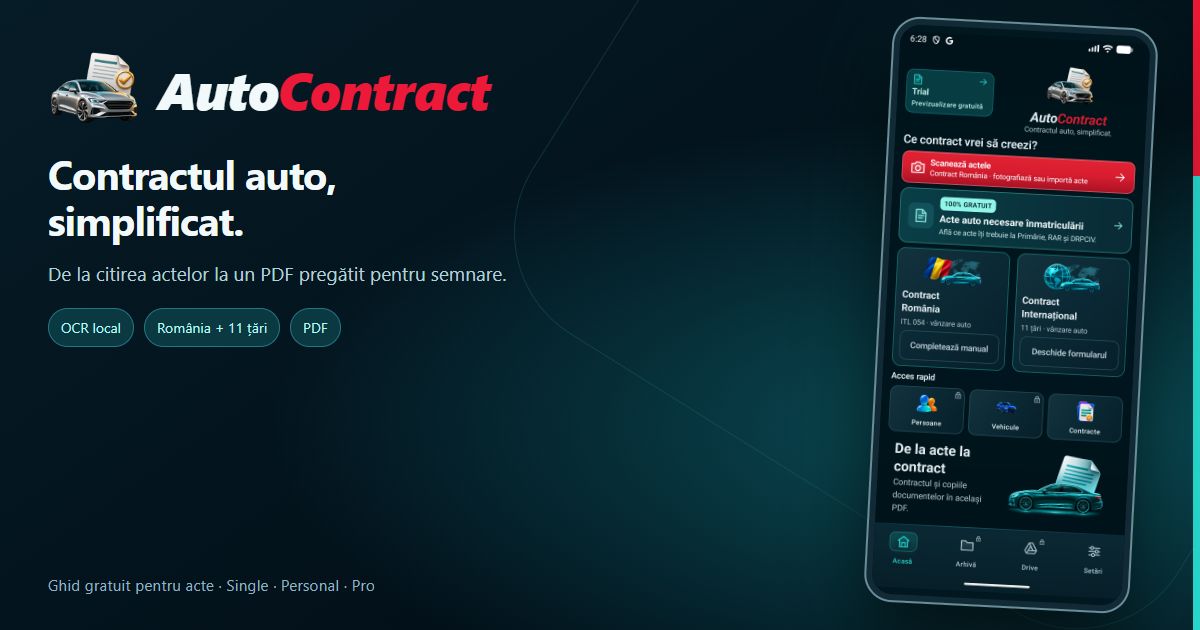 AutoContract
Contractul auto,
simplificat.
De la citirea actelor la un PDF pregătit pentru semnare.
OCR local
România + 11 țări
PDF
Ghid gratuit pentru acte · Single · Personal · Pro
6:28
Trial
Previzualizare gratuită
AutoContract
Contractul auto, simplificat.
Ce contract vrei să creezi?
Scanează actele
Contract România · fotografiază sau importă acte
100% GRATUIT
Acte auto necesare înmatriculării
Află ce acte îți trebuie la Primărie, RAR și DRPCIV.
Contract
România
ITL 054 · vânzare auto
Completează manual
Contract
Internațional
11 țări · vânzare auto
Deschide formularul
Acces rapid
Persoane
Vehicule
Contracte
De la acte la
contract
Contractul și copiile
documentelor în același
PDF.
Acasă
Arhivă
Drive
Setări